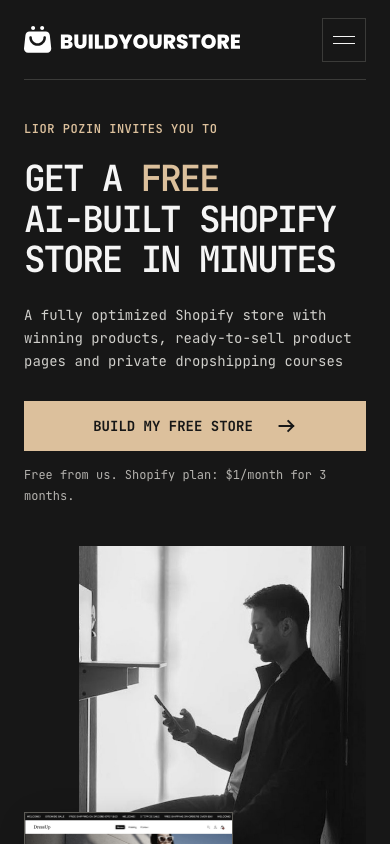 BUILDYOURSTORE
LIOR POZIN INVITES YOU TO
GET A FREE
AI-BUILT SHOPIFY
STORE IN MINUTES
A fully optimized Shopify store with
winning products, ready-to-sell product
pages and private dropshipping courses
BUILD MY FREE STORE
Free from us. Shopify plan: $1/month for 3
months.
DressUp